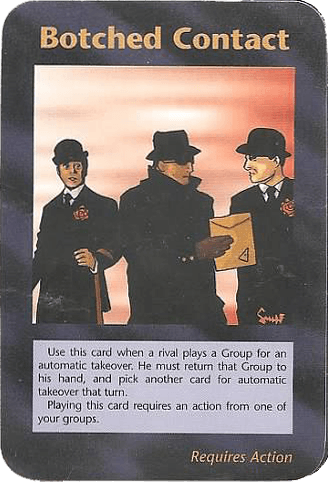 Botched Contact
Use this card when a rival plays a Group for an
automatic takeover. He must return that Group to
his hand, and pick another card for automatic
takeover that turn.
Playing this card requires an action from one of
your groups.
Requires Action